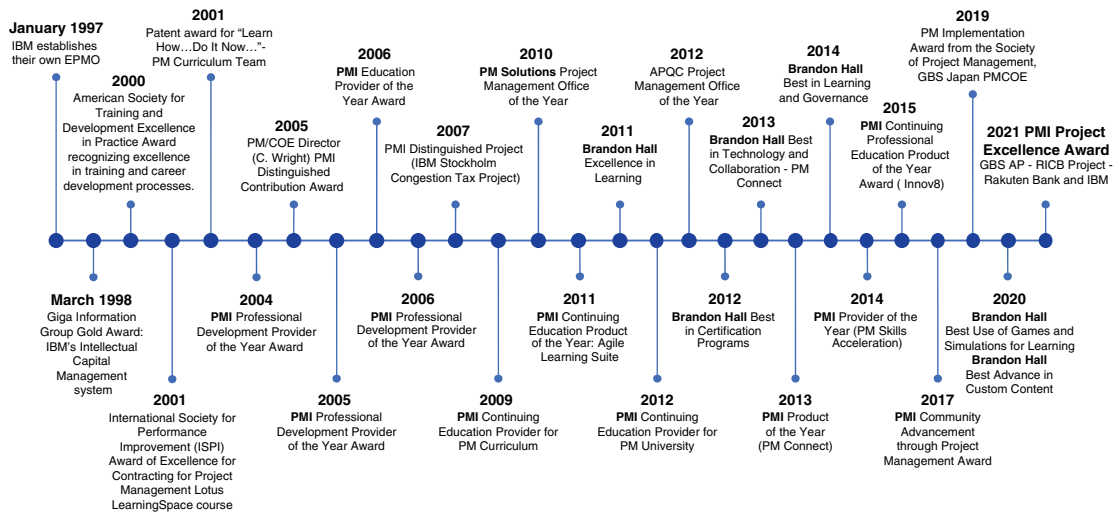 January 1997
IBM establishes
their own EPMO
2000
American Society for
Training and
Development Excellence
in Practice Award
recognizing excellence
in training and career
development processes.
2001
Patent award for “Learn
How…Do It Now…”-
PM Curriculum Team
2005
PM/COE Director
(C. Wright) PMI
Distinguished
Contribution Award
2006
PMI Education
Provider of the
Year Award
2007
PMI Distinguished Project
(IBM Stockholm
Congestion Tax Project)
2010
PM Solutions Project
Management Office
of the Year
2011
Brandon Hall
Excellence in
Learning
2012
APQC Project
Management Office
of the Year
2013
Brandon Hall Best
in Technology and
Collaboration - PM
Connect
2014
Brandon Hall
Best in Learning
and Governance
2015
PMI Continuing
Professional
Education Product
of the Year
Award ( Innov8)
2019
PM Implementation
Award from the Society
of Project Management,
GBS Japan PMCOE
2021 PMI Project
Excellence Award
GBS AP - RICB Project -
Rakuten Bank and IBM
March 1998
Giga Information
Group Gold Award:
IBM’s Intellectual
Capital
Management
system
2001
International Society for
Performance
Improvement (ISPI)
Award of Excellence for
Contracting for Project
Management Lotus
LearningSpace course
2004
PMI Professional
Development Provider
of the Year Award
2005
PMI Professional
Development Provider
of the Year Award
2006
PMI Professional
Development Provider
of the Year Award
2009
PMI Continuing
Education Provider for
PM Curriculum
2011
PMI Continuing
Education Product
of the Year: Agile
Learning Suite
2012
PMI Continuing
Education Provider for
PM University
2012
Brandon Hall Best
in Certification
Programs
2013
PMI Product
of the Year
(PM Connect)
2014
PMI Provider of the
Year (PM Skills
Acceleration)
2017
PMI Community
Advancement
through Project
Management Award
2020
Brandon Hall
Best Use of Games and
Simulations for Learning
Brandon Hall
Best Advance in
Custom Content